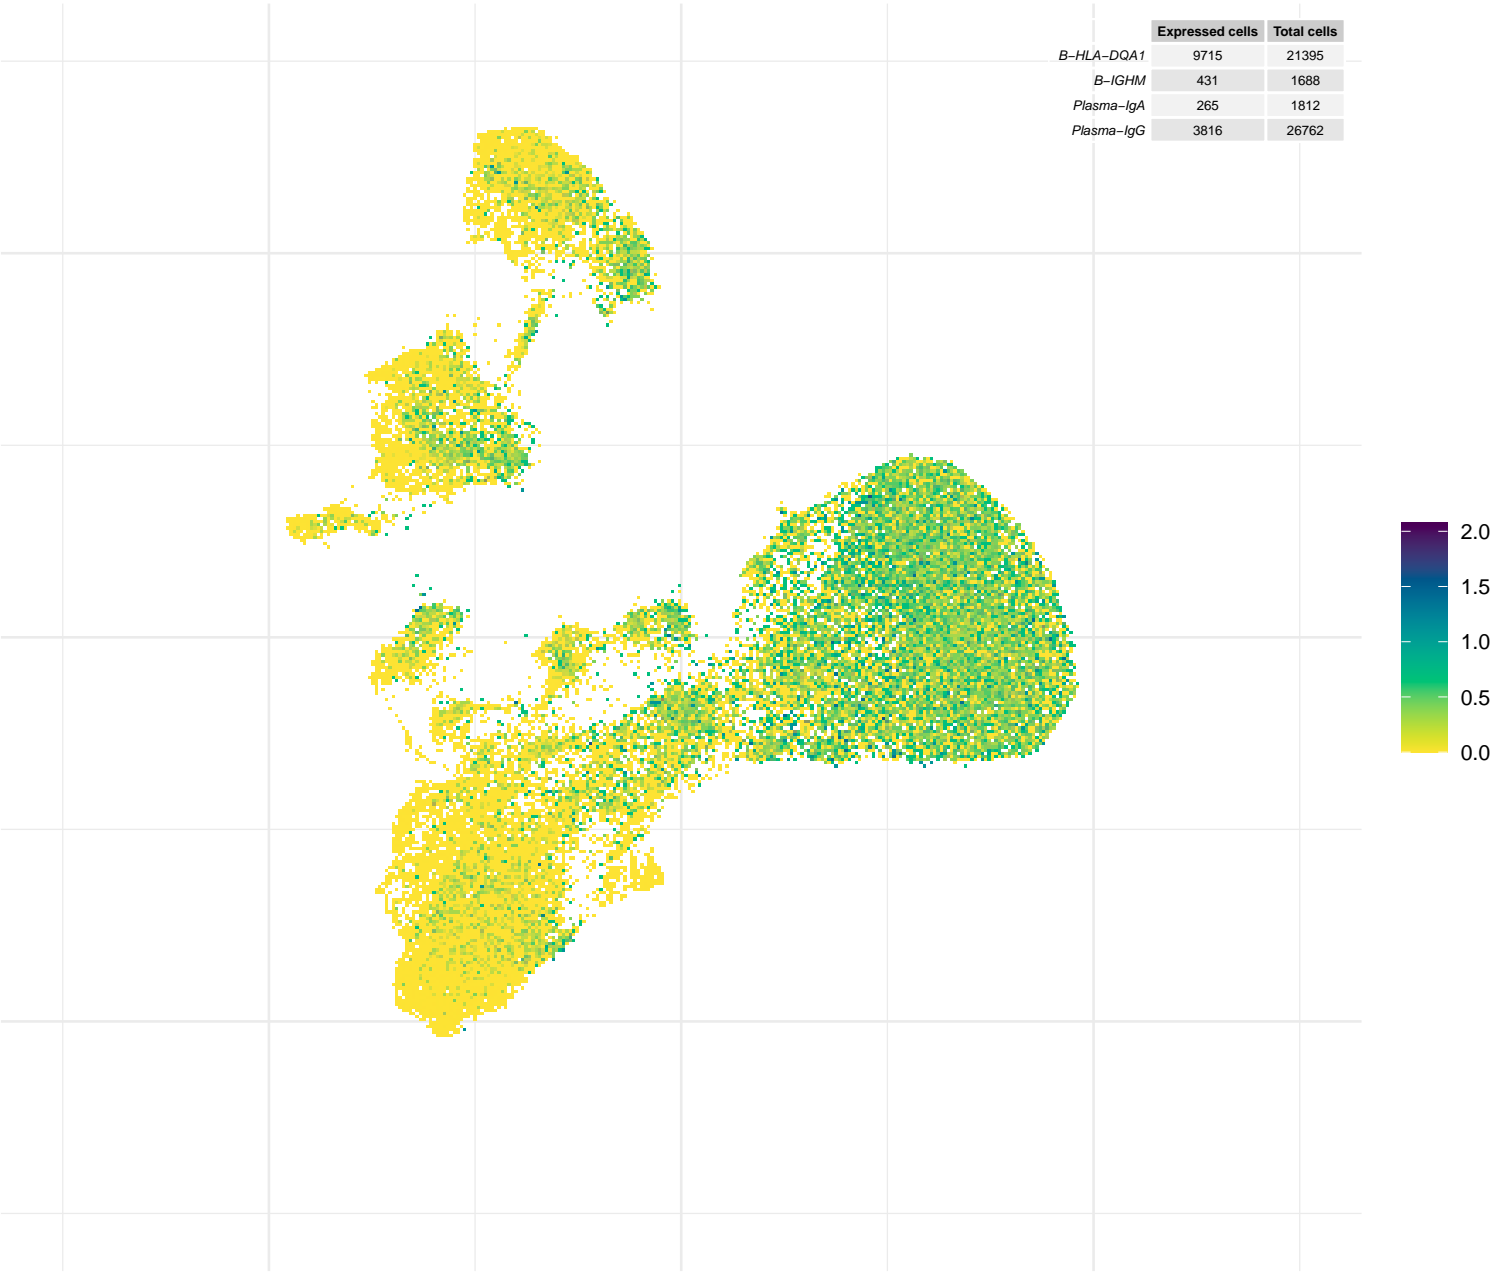 Expressed cells Total cells
B−HLA−DQA1 9715 21395
B−IGHM 431 1688
Plasma−IgA 265 1812
Plasma−IgG 3816 26762
2.0
1.5
1.0
0.5
0.0